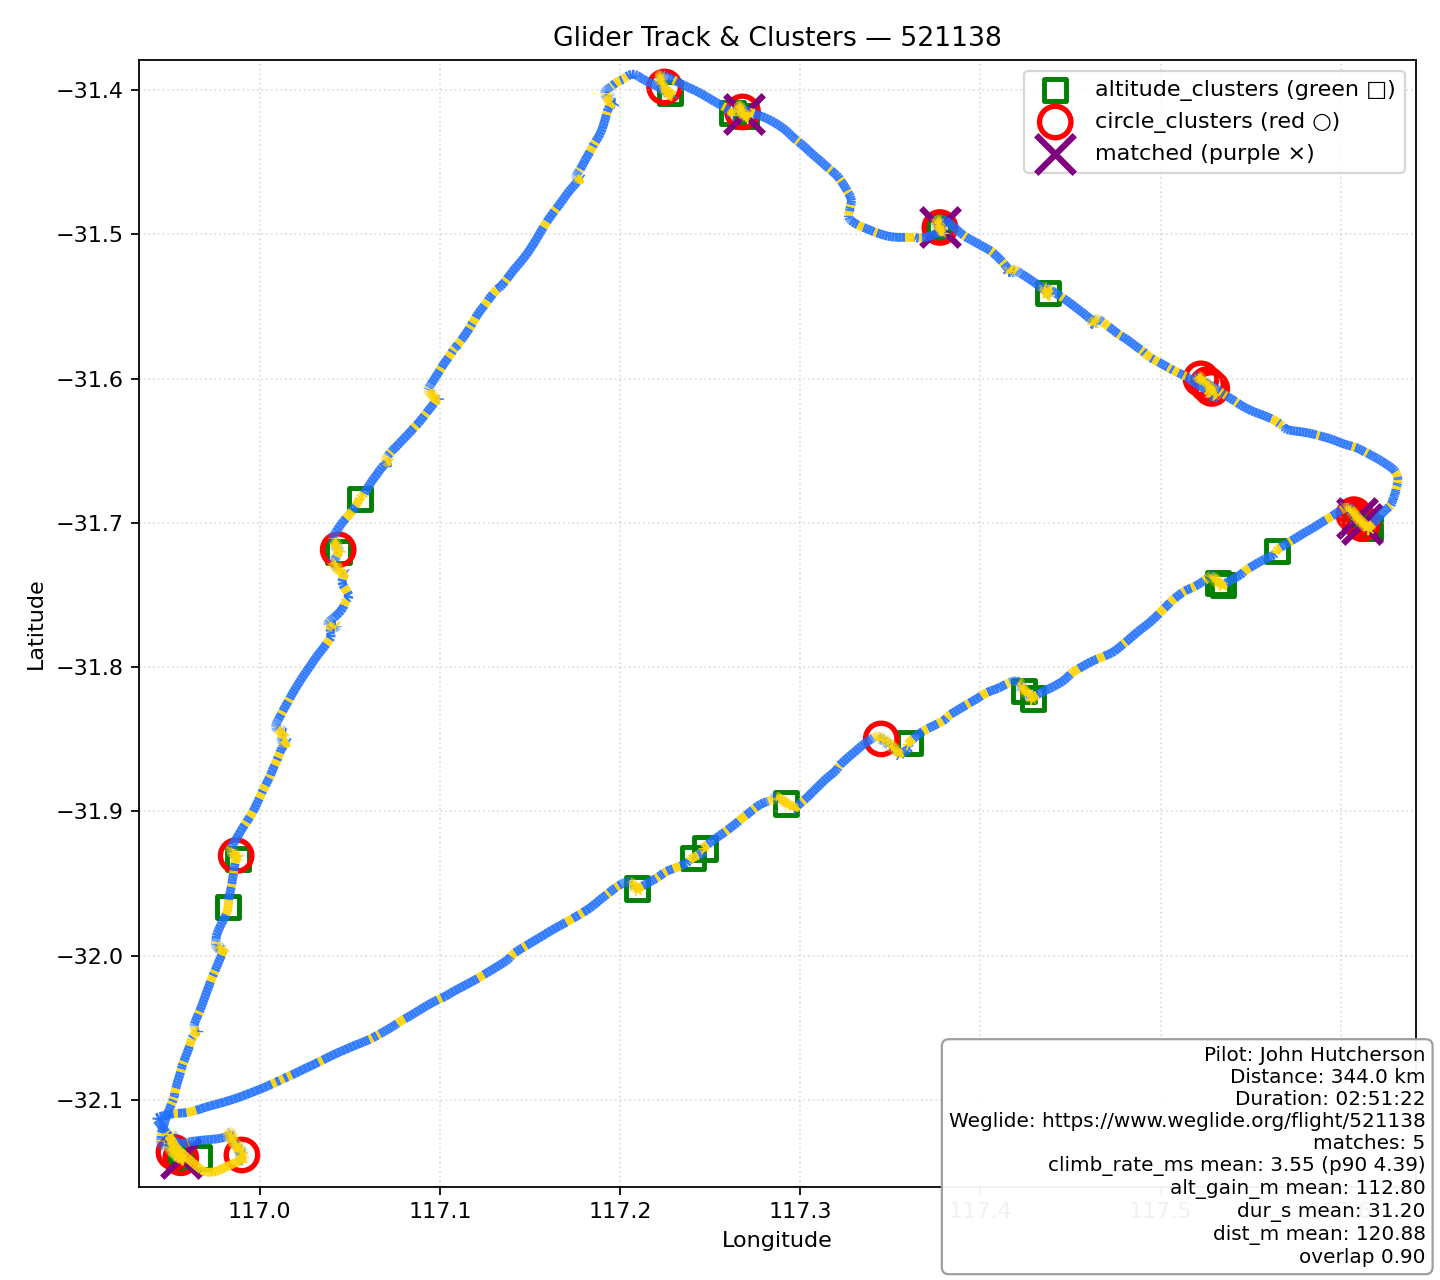 Glider Track & Clusters — 521138
altitude_clusters (green □)
circle_clusters (red ○)
matched (purple ×)
Latitude
−31.4
−31.5
−31.6
−31.7
−31.8
−31.9
−32.0
−32.1
117.0
117.1
117.2
117.3
117.4
117.5
Longitude
Pilot: John Hutcherson
Distance: 344.0 km
Duration: 02:51:22
Weglide: https://www.weglide.org/flight/521138
matches: 5
climb_rate_ms mean: 3.55 (p90 4.39)
alt_gain_m mean: 112.80
dur_s mean: 31.20
dist_m mean: 120.88
overlap 0.90